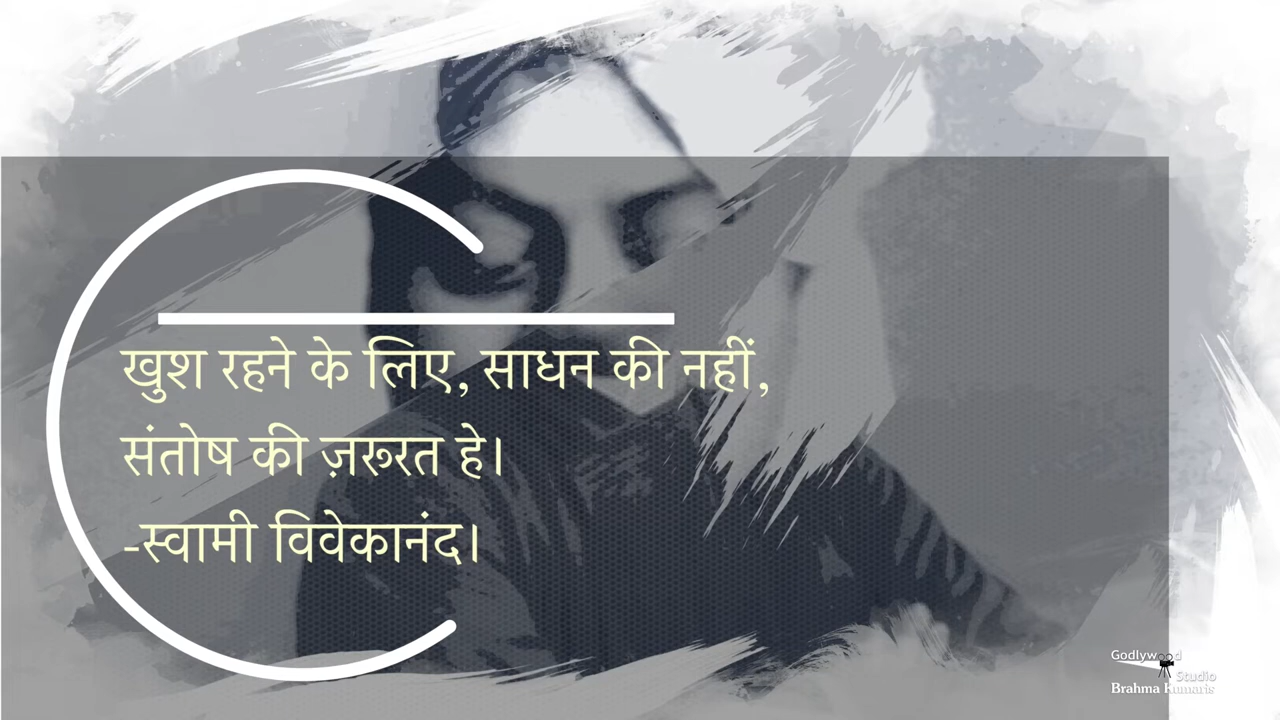 खुश रहने के लिए, साधन की नहीं,
संतोष की ज़रूरत हे।
-स्वामी विवेकानंद।
Godlywood
Studio
Brahma Kumaris